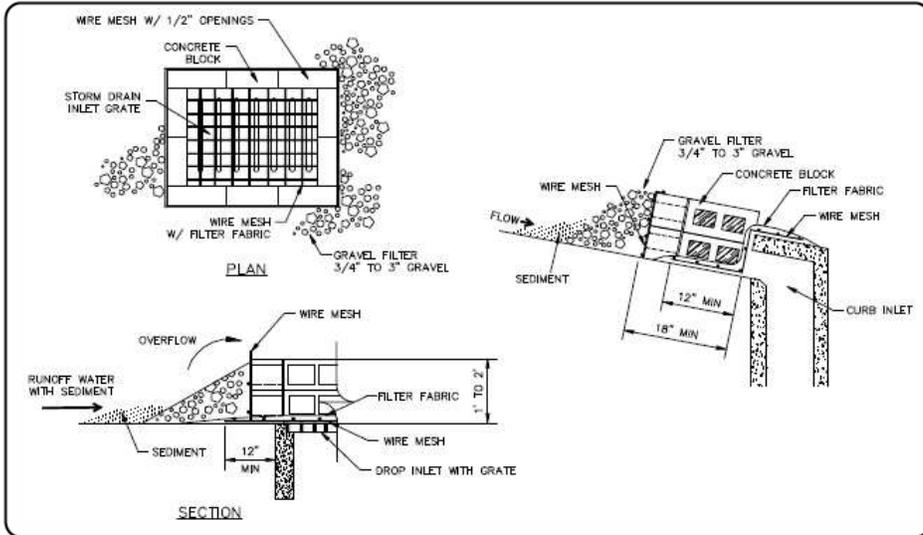 WIRE MESH W/ 1/2" OPENINGS
CONCRETE
BLOCK
STORM DRAIN
INLET GRATE
WIRE MESH
W/ FILTER FABRIC
GRAVEL FILTER
3/4" TO 3" GRAVEL
PLAN
GRAVEL FILTER
3/4" TO 3" GRAVEL
CONCRETE BLOCK
FILTER FABRIC
WIRE MESH
WIRE MESH
FLOW
SEDIMENT
12" MIN
18" MIN
CURB INLET
WIRE MESH
OVERFLOW
RUNOFF WATER
WITH SEDIMENT
1' TO 2'
FILTER FABRIC
WIRE MESH
SEDIMENT
12"
MIN
DROP INLET WITH GRATE
SECTION